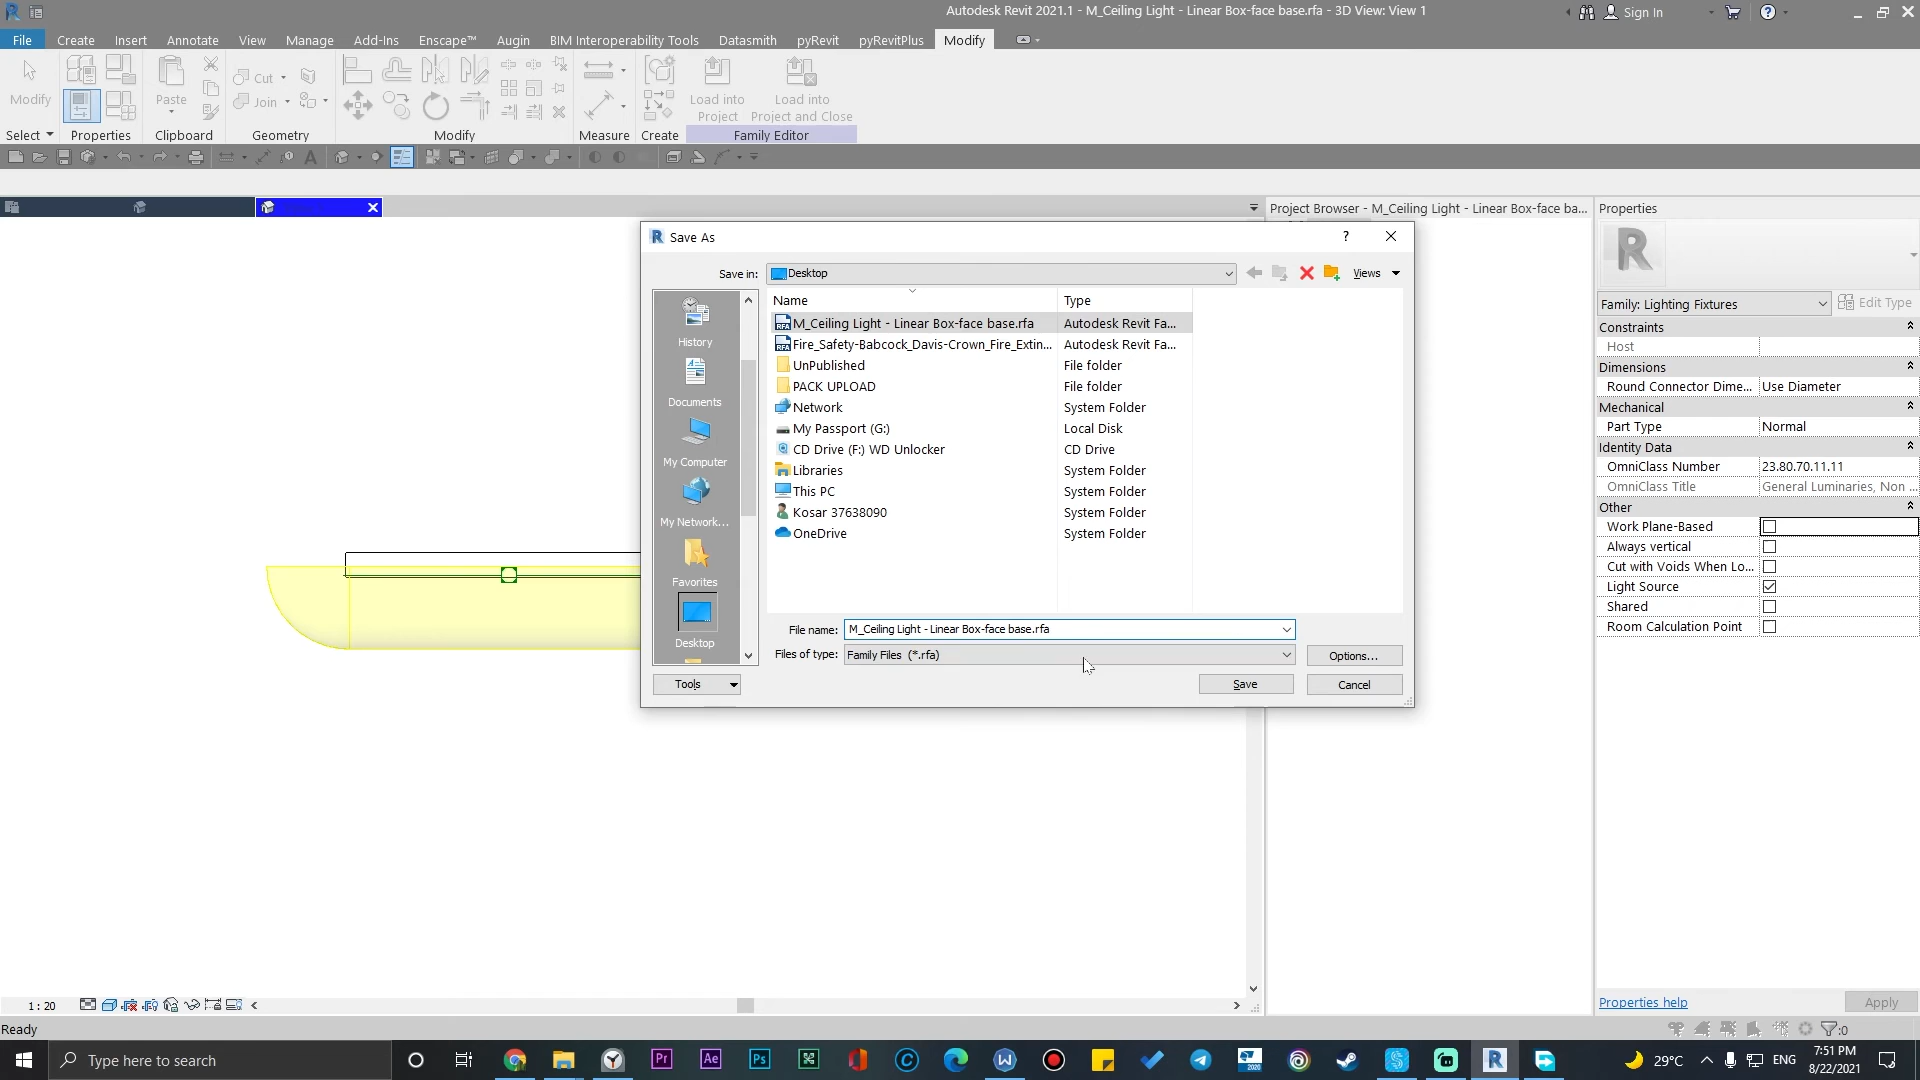 Autodesk Revit 2021.1 - M_Ceiling Light - Linear Box-face base.rfa - 3D View: View 1
Sign In
File Create Insert Annotate View Manage Add-Ins Enscape™ Augin BIM Interoperability Tools Datasmith pyRevit pyRevitPlus Modify
Modify
Paste
Cut
Join
Load into
Project
Load into
Project and Close
Select Properties Clipboard Geometry Modify Measure Create Family Editor
Project Browser - M_Ceiling Light - Linear Box-face ba...
Properties
Save As
Save in: Desktop
Views
Name Type
M_Ceiling Light - Linear Box-face base.rfa Autodesk Revit Fa...
Fire_Safety-Babcock_Davis-Crown_Fire_Extin... Autodesk Revit Fa...
UnPublished File folder
PACK UPLOAD File folder
Network System Folder
My Passport (G:) Local Disk
CD Drive (F:) WD Unlocker CD Drive
Libraries System Folder
This PC System Folder
Kosar 37638090 System Folder
OneDrive System Folder
History
Documents
My Computer
My Network...
Favorites
Desktop
File name: M_Ceiling Light - Linear Box-face base.rfa
Files of type: Family Files (*.rfa)
Options...
Tools
Save
Cancel
Family: Lighting Fixtures
Edit Type
Constraints
Host
Dimensions
Round Connector Dime... Use Diameter
Mechanical
Part Type Normal
Identity Data
OmniClass Number 23.80.70.11.11
OmniClass Title General Luminaries, Non ...
Other
Work Plane-Based
Always vertical
Cut with Voids When Lo...
Light Source
Shared
Room Calculation Point
Properties help
Apply
1 : 20
Ready
:0
Type here to search
29°C
ENG
7:51 PM
8/22/2021